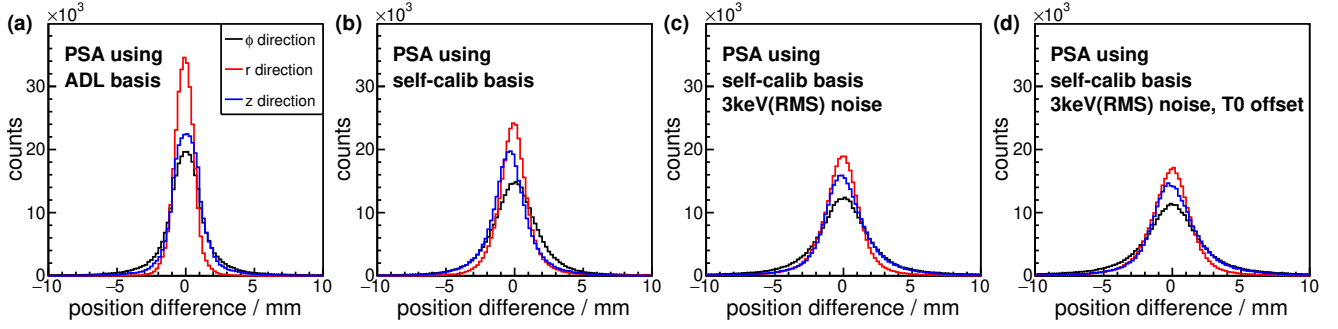 (a)
×10³
PSA using
ADL basis
ϕ direction
r direction
z direction
counts
30
20
10
0
−10
−5
0
5
10
position difference / mm
(b)
×10³
PSA using
self-calib basis
counts
30
20
10
0
−10
−5
0
5
10
position difference / mm
(c)
×10³
PSA using
self-calib basis
3keV(RMS) noise
counts
30
20
10
0
−10
−5
0
5
10
position difference / mm
(d)
×10³
PSA using
self-calib basis
3keV(RMS) noise, T0 offset
counts
30
20
10
0
−10
−5
0
5
10
position difference / mm